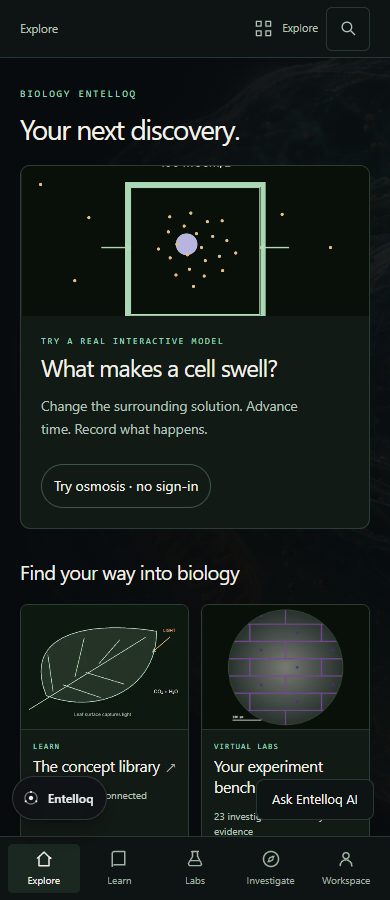 Explore
Explore
BIOLOGY ENTELLOQ
Your next discovery.
TRY A REAL INTERACTIVE MODEL
What makes a cell swell?
Change the surrounding solution. Advance
time. Record what happens.
Try osmosis · no sign-in
Find your way into biology
LIGHT
CO₂ + H₂O
Leaf surface captures light
LEARN
The concept library ↗
onnected
VIRTUAL LABS
Your experiment
bench
23 investig
evidence
Entelloq
Ask Entelloq AI
Explore
Learn
Labs
Investigate
Workspace